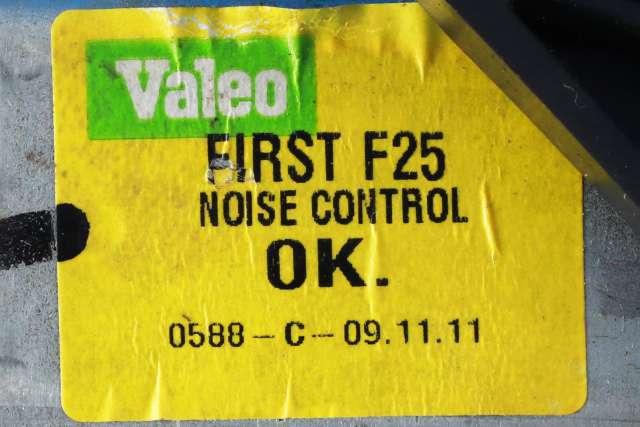 Valeo
FIRST F25
NOISE CONTROL
OK.
0588-C-09.11.11